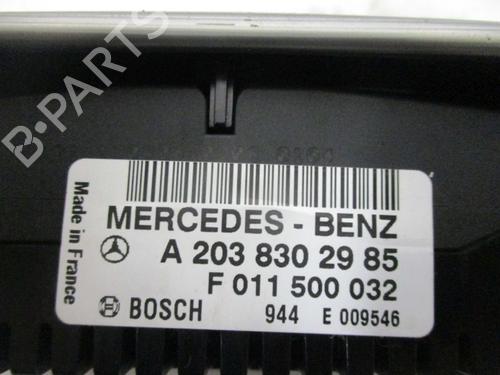 B-PARTS
MERCEDES - BENZ
A 203 830 29 85
F 011 500 032
BOSCH 944 E 009546
Made in France